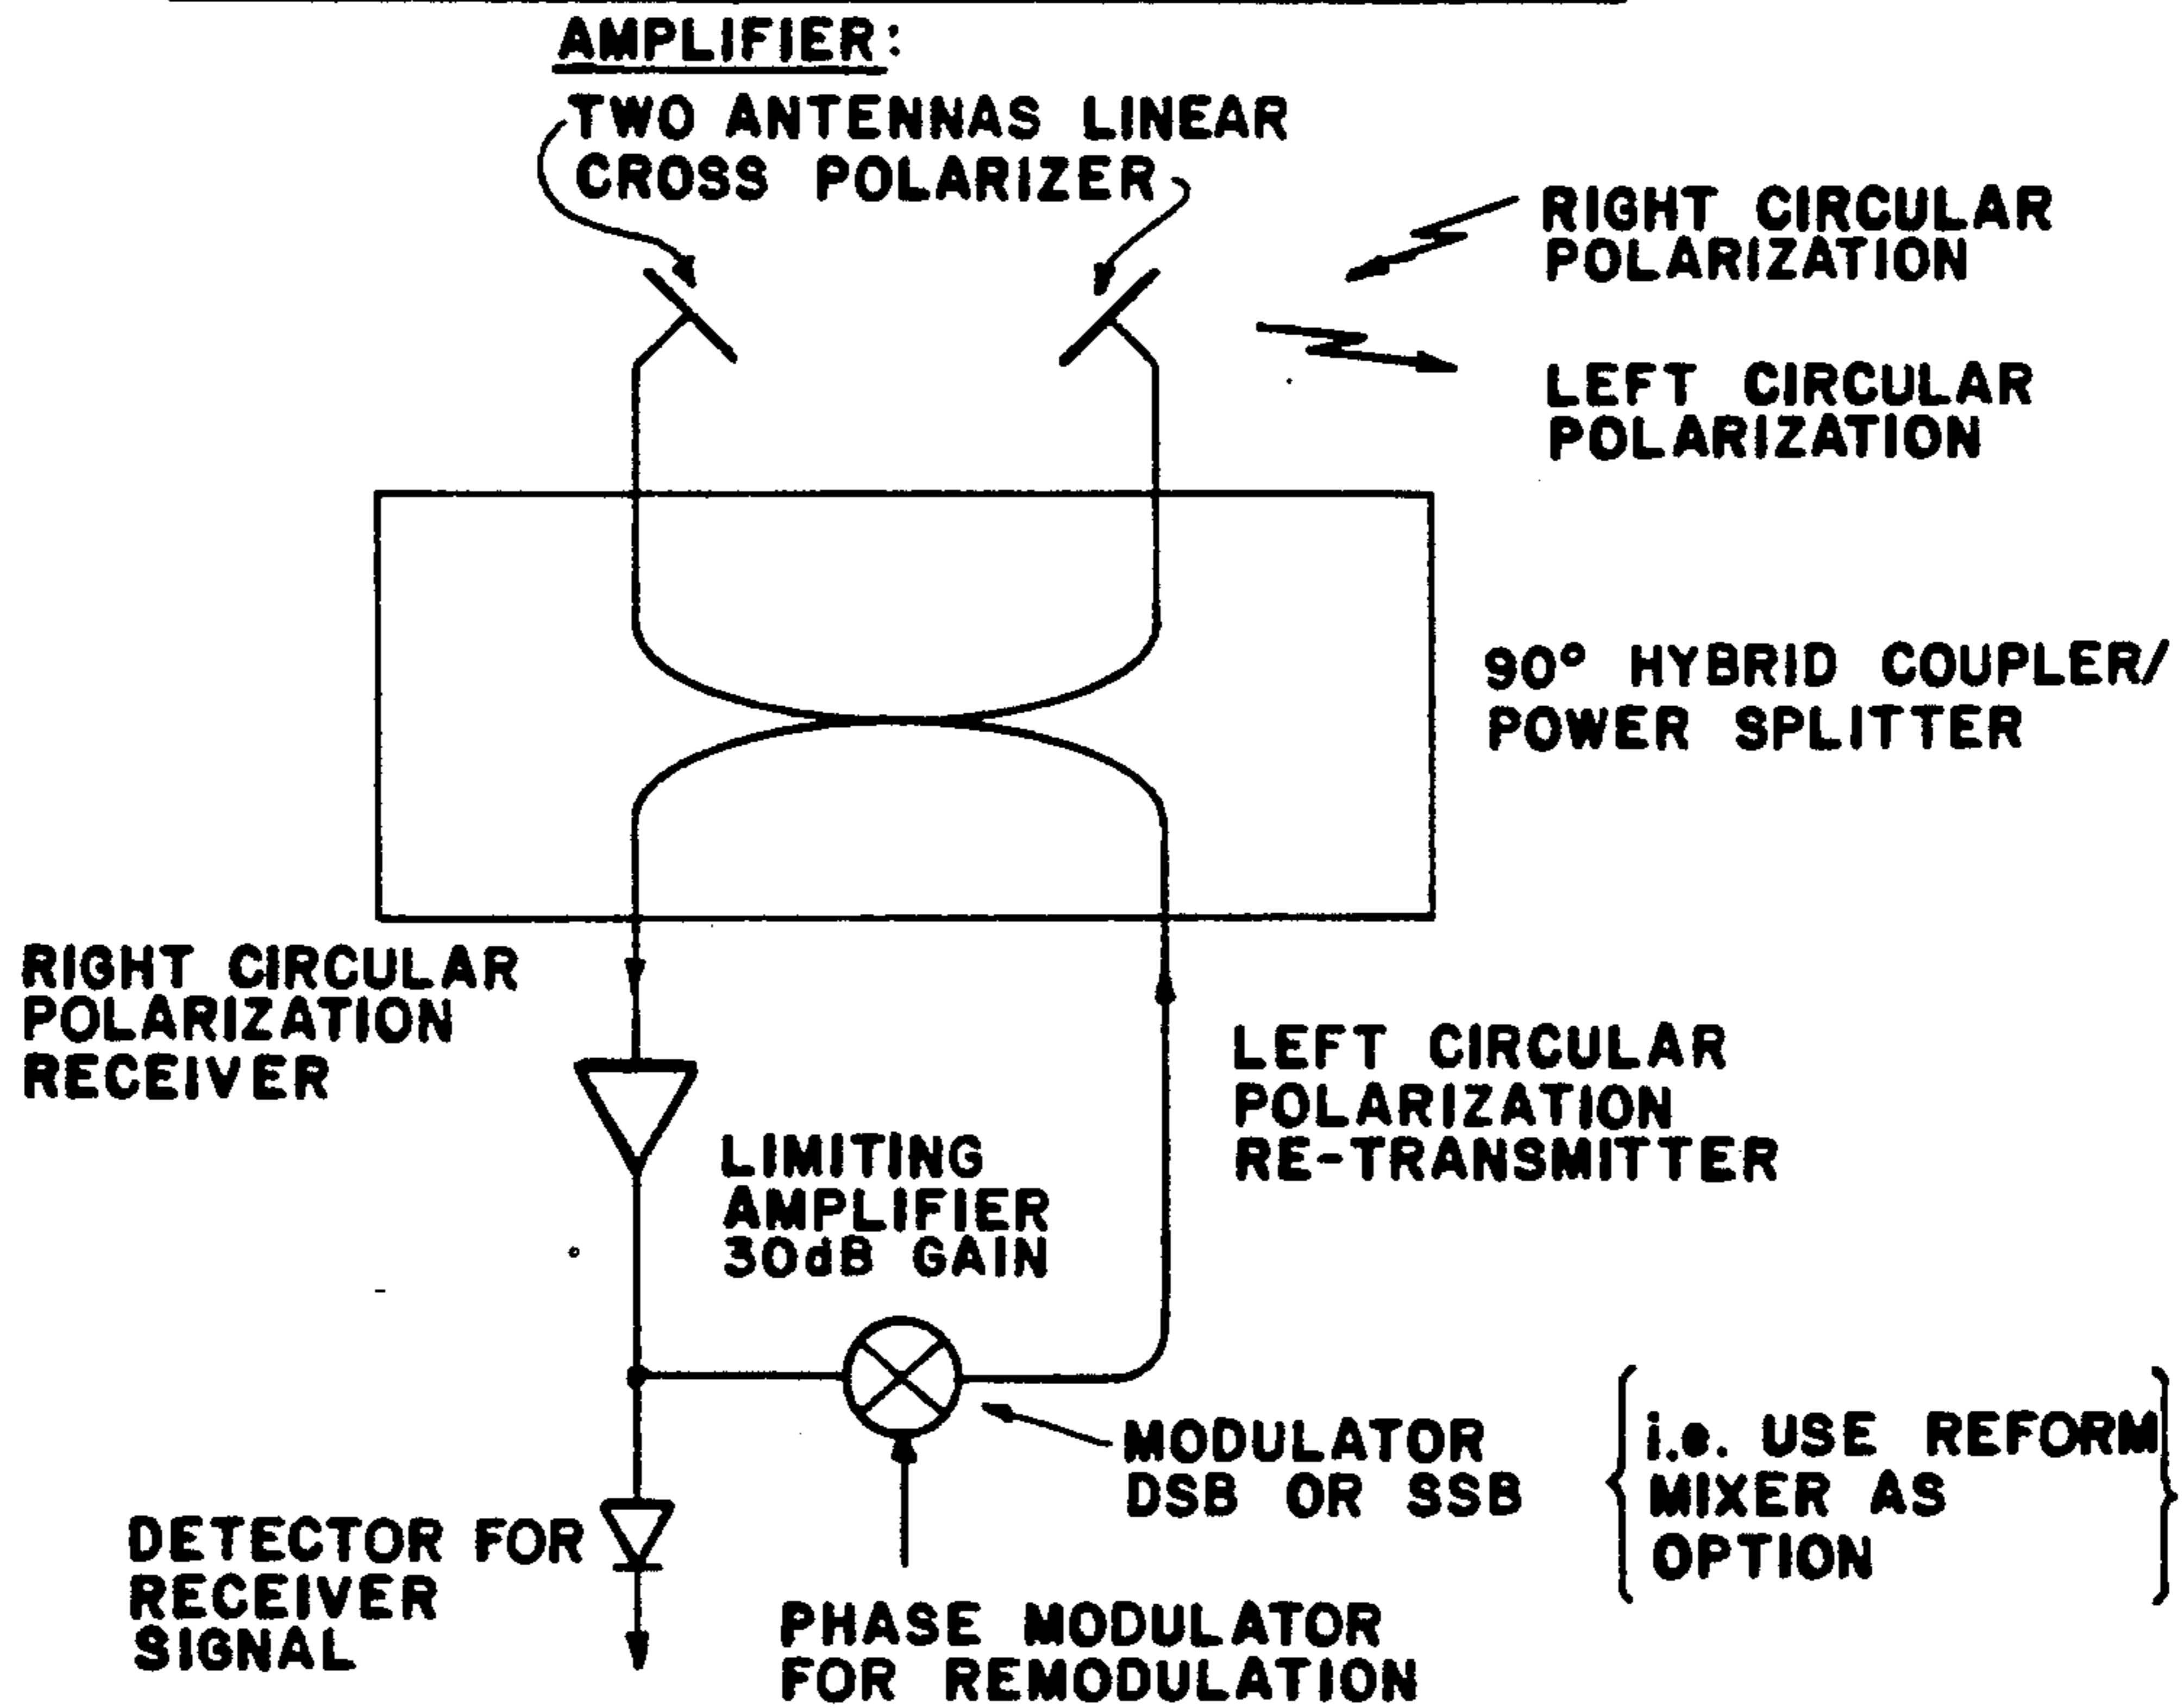 AMPLIFIER:
TWO ANTENNAS LINEAR
CROSS POLARIZER
RIGHT CIRCULAR
POLARIZATION
LEFT CIRCULAR
POLARIZATION
90° HYBRID COUPLER/
POWER SPLITTER
RIGHT CIRCULAR
POLARIZATION
RECEIVER
LEFT CIRCULAR
POLARIZATION
RE-TRANSMITTER
LIMITING
AMPLIFIER
30dB GAIN
MODULATOR
DSB OR SSB
i.e. USE REFORM
MIXER AS
OPTION
DETECTOR FOR
RECEIVER
SIGNAL
PHASE MODULATOR
FOR REMODULATION